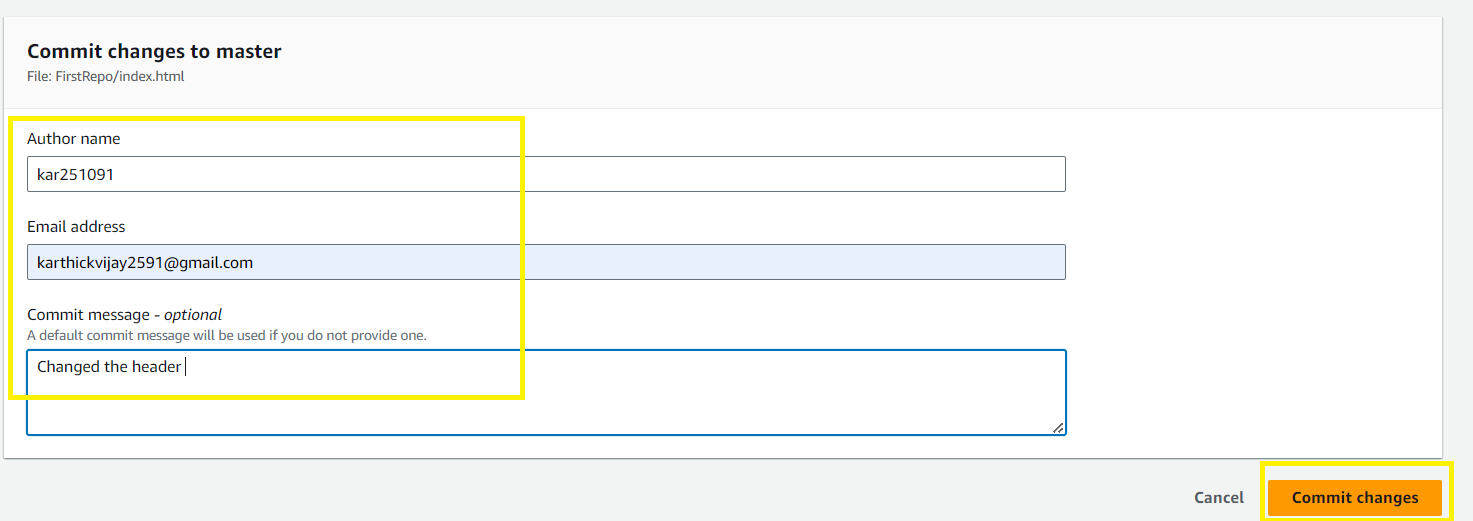 Commit changes to master
File: FirstRepo/index.html
Author name
kar251091
Email address
karthickvijay2591@gmail.com
Commit message - optional
A default commit message will be used if you do not provide one.
Changed the header
Cancel
Commit changes